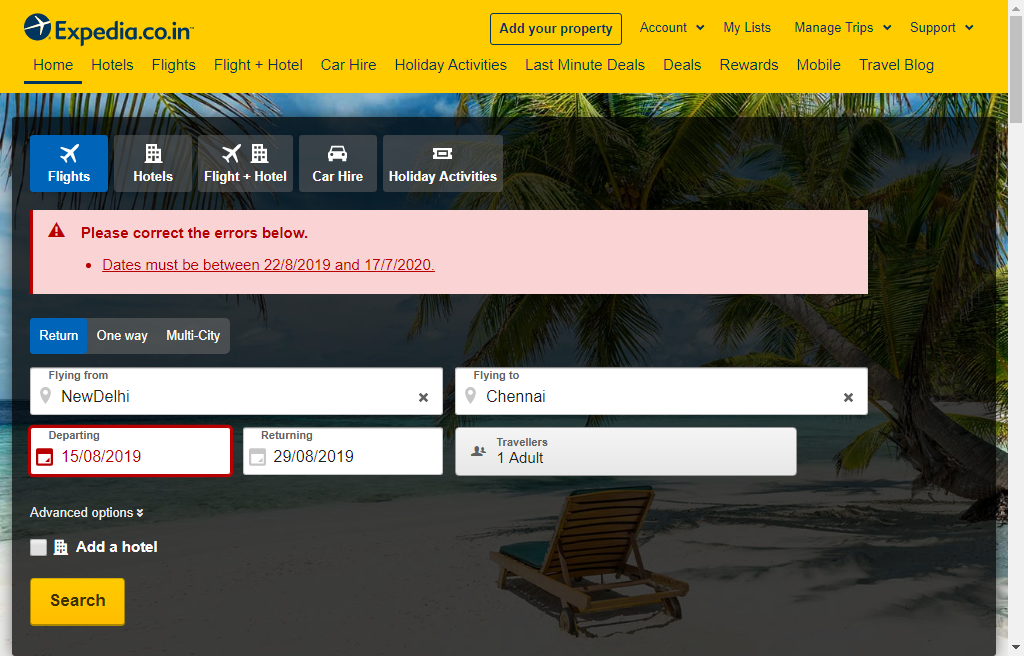 Expedia.co.in
Add your property
Account
My Lists
Manage Trips
Support
Home
Hotels
Flights
Flight + Hotel
Car Hire
Holiday Activities
Last Minute Deals
Deals
Rewards
Mobile
Travel Blog
Flights
Hotels
Flight + Hotel
Car Hire
Holiday Activities
Please correct the errors below.
Dates must be between 22/8/2019 and 17/7/2020.
Return
One way
Multi-City
Flying from
NewDelhi
Flying to
Chennai
Departing
15/08/2019
Returning
29/08/2019
Travellers
1 Adult
Advanced options
Add a hotel
Search